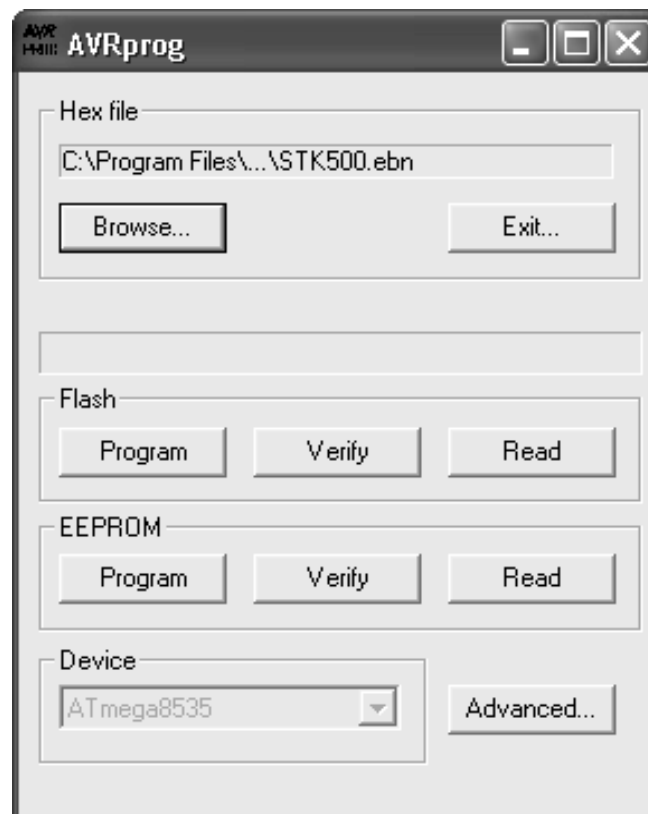 AVRprog
Hex file
C:\Program Files\...\STK500.ebn
Browse... Exit...
Flash
Program Verify Read
EEPROM
Program Verify Read
Device
ATmega8535 Advanced...